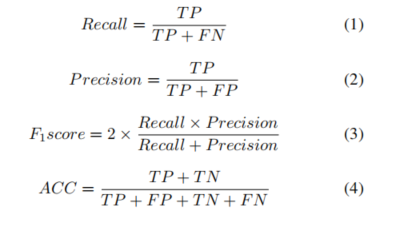 Recall = TP / (TP + FN) (1)
Precision = TP / (TP + FP) (2)
F₁score = 2 × (Recall × Precision) / (Recall + Precision) (3)
ACC = (TP + TN) / (TP + FP + TN + FN) (4)